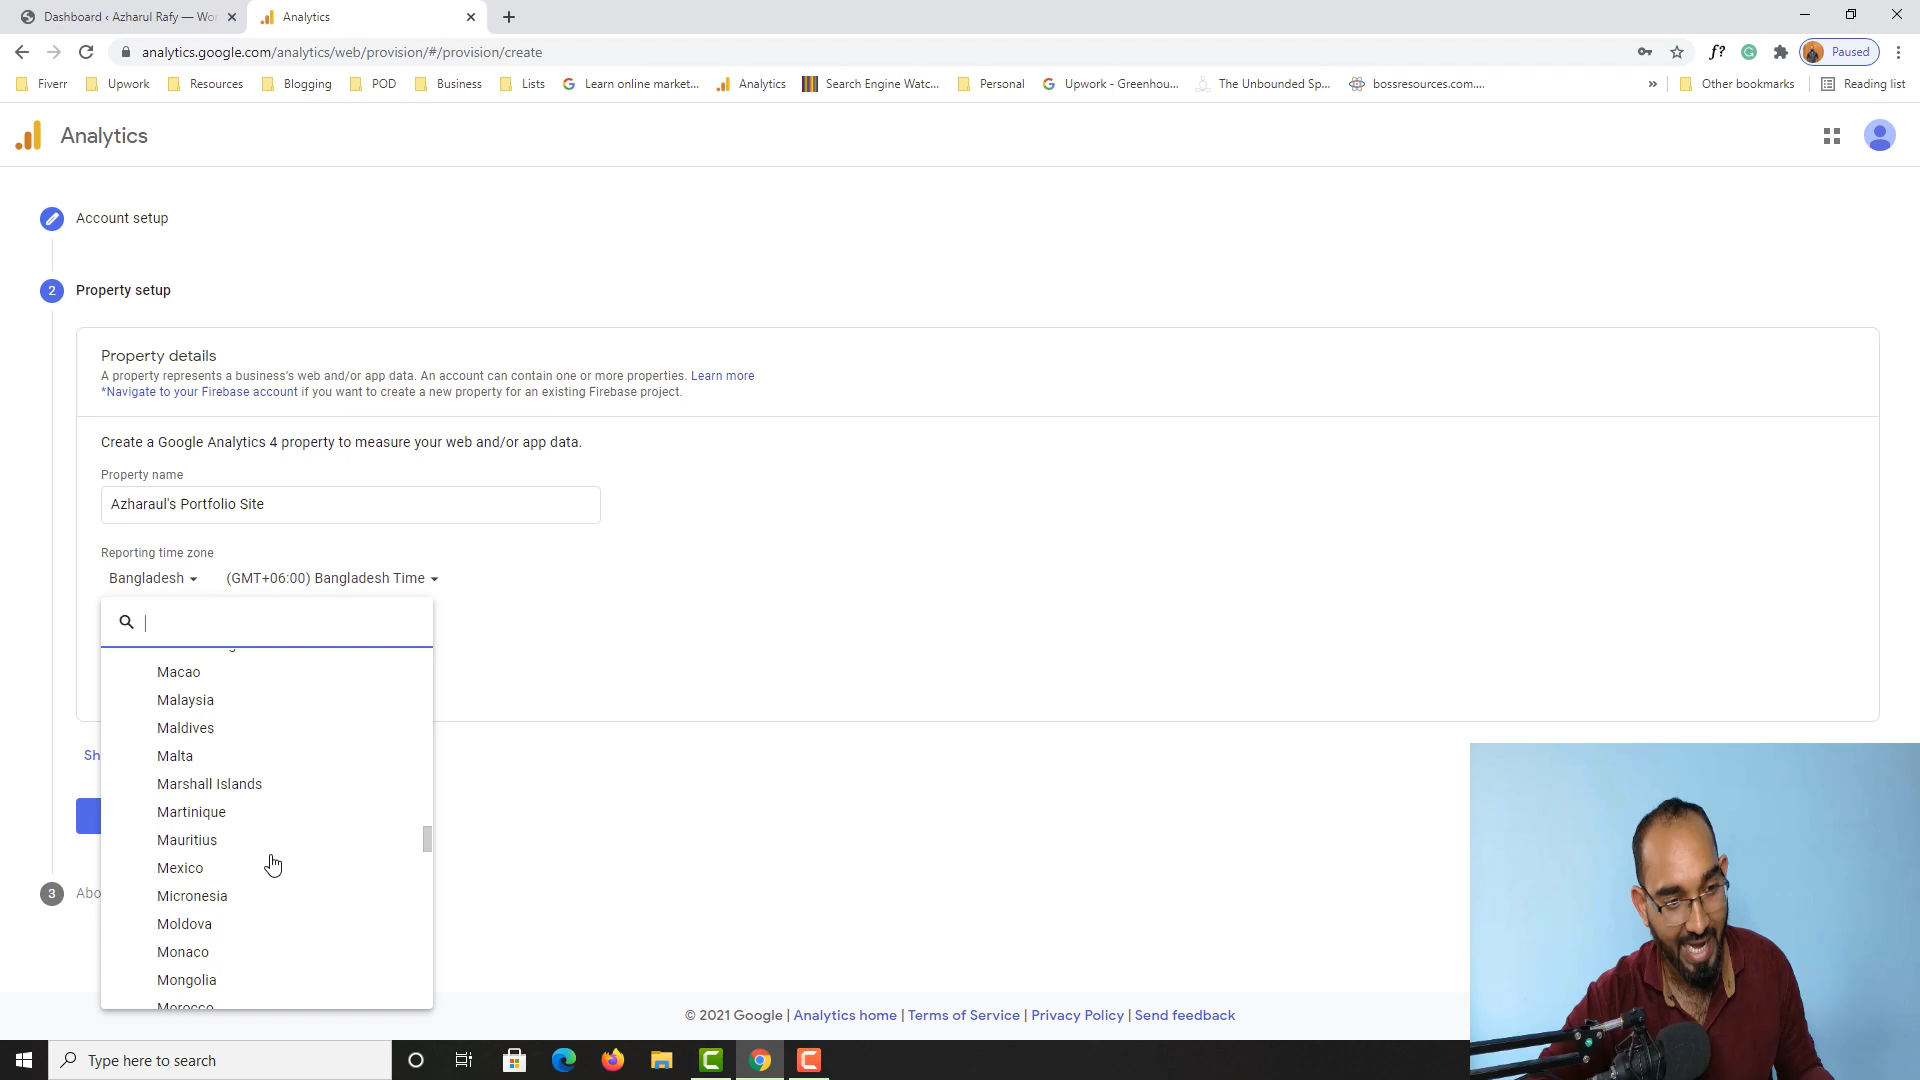 Dashboard ‹ Azharul Rafy — Wo
Analytics
analytics.google.com/analytics/web/provision/#/provision/create
f?
Paused
Fiverr
Upwork
Resources
Blogging
POD
Business
Lists
Learn online market...
Analytics
Search Engine Watc...
Personal
Upwork - Greenhou...
The Unbounded Sp...
bossresources.com....
»
Other bookmarks
Reading list
Analytics
Account setup
2
Property setup
Property details
A property represents a business's web and/or app data. An account can contain one or more properties. Learn more
*Navigate to your Firebase account if you want to create a new property for an existing Firebase project.
Create a Google Analytics 4 property to measure your web and/or app data.
Property name
Azharaul's Portfolio Site
Reporting time zone
Bangladesh
(GMT+06:00) Bangladesh Time
Macao
Malaysia
Maldives
Sh
Malta
Marshall Islands
Martinique
Mauritius
Mexico
3
Abo
Micronesia
Moldova
Monaco
Mongolia
Morocco
© 2021 Google | Analytics home | Terms of Service | Privacy Policy | Send feedback
Type here to search